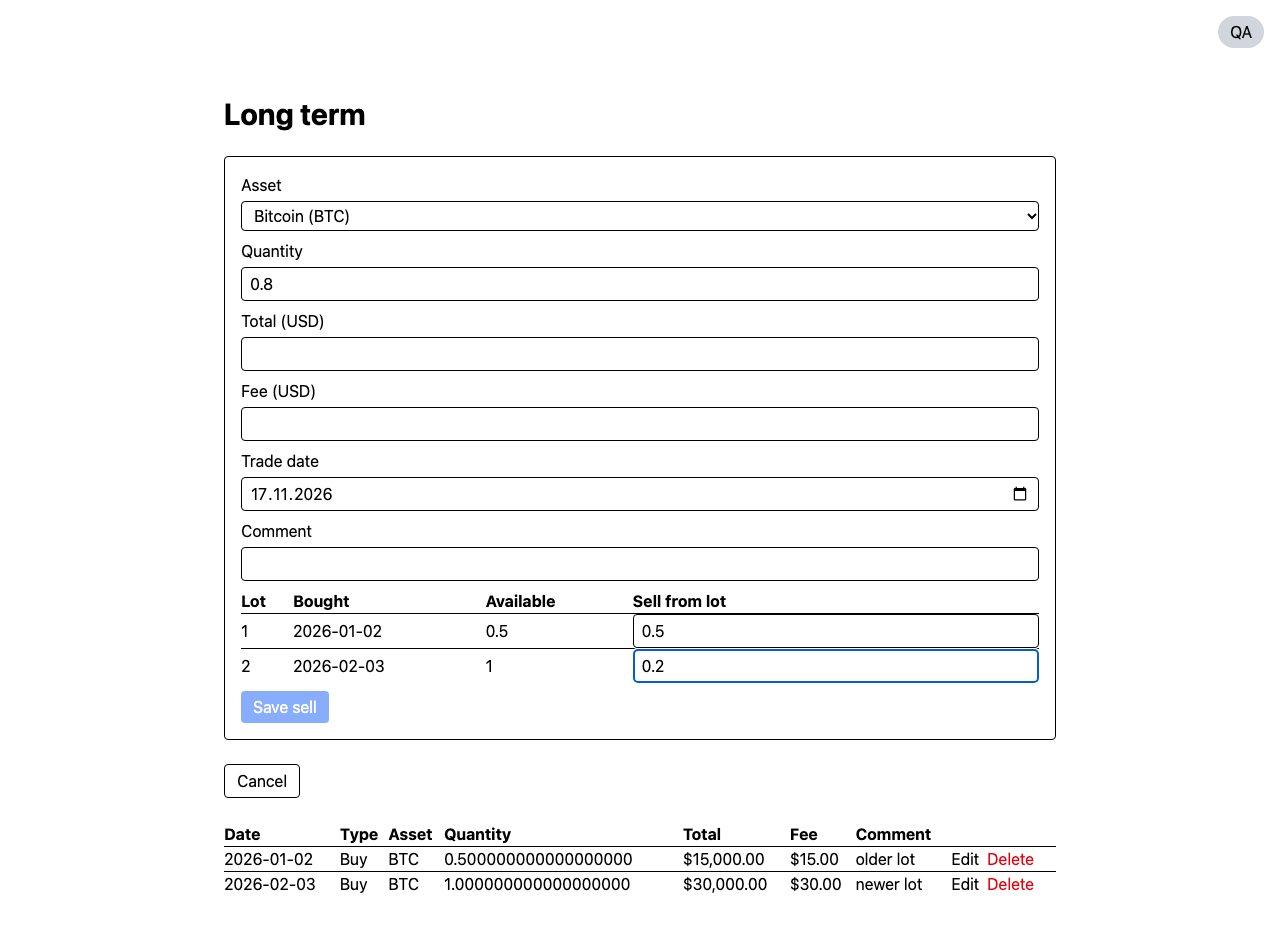 QA
Long term
Asset
Bitcoin (BTC)
Quantity
0.8
Total (USD)
Fee (USD)
Trade date
17.11.2026
Comment
Lot Bought Available Sell from lot
1 2026-01-02 0.5 0.5
2 2026-02-03 1 0.2
Save sell
Cancel
Date Type Asset Quantity Total Fee Comment
2026-01-02 Buy BTC 0.500000000000000000 $15,000.00 $15.00 older lot Edit Delete
2026-02-03 Buy BTC 1.000000000000000000 $30,000.00 $30.00 newer lot Edit Delete